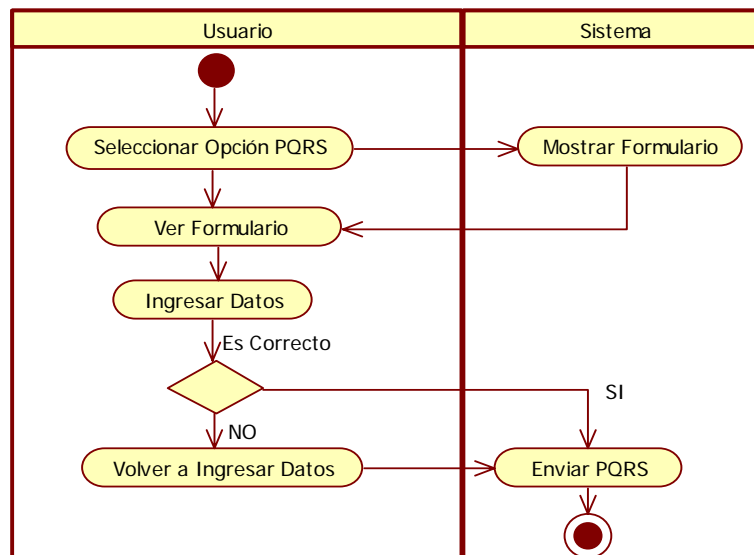 Usuario
Sistema
Seleccionar Opción PQRS
Mostrar Formulario
Ver Formulario
Ingresar Datos
Es Correcto
SI
NO
Volver a Ingresar Datos
Enviar PQRS